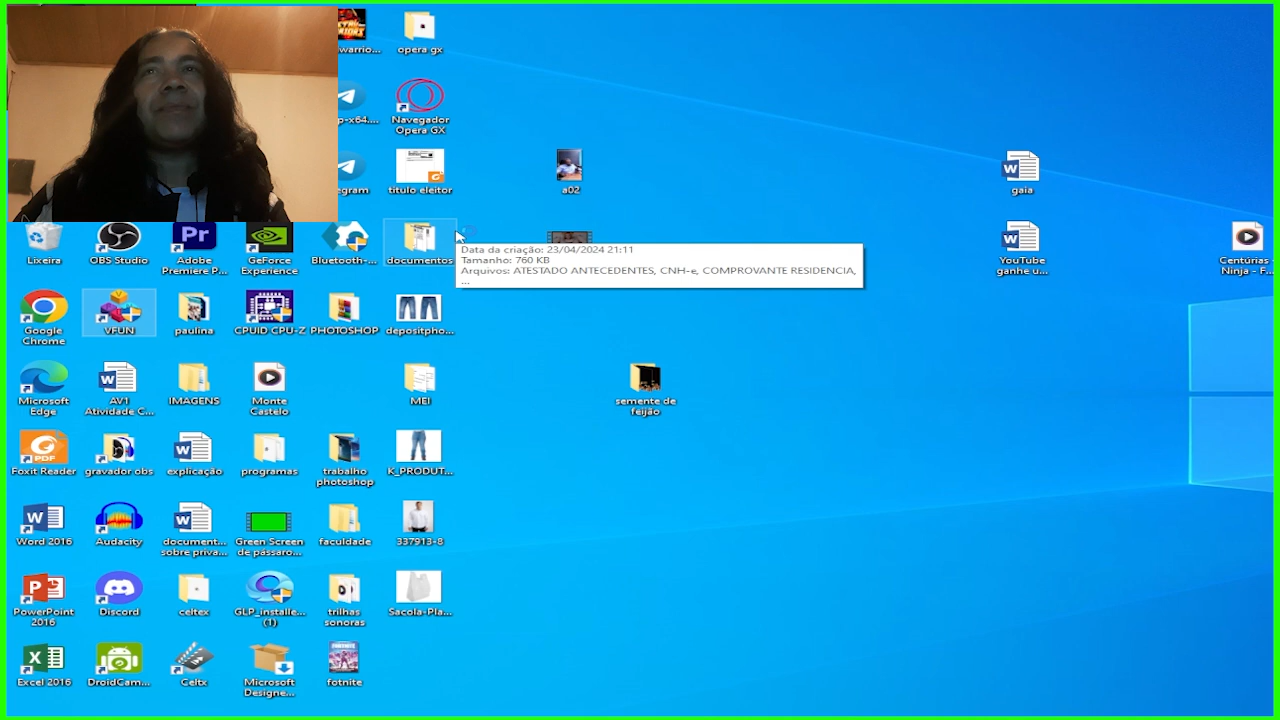 warrio...
opera gx
p-x64....
Navegador
Opera GX
egram
titulo eleitor
a02
gaia
Lixeira
OBS Studio
Adobe
Premiere P...
GeForce
Experience
Bluetooth-...
documentos
Data da criação: 23/04/2024 21:11
Tamanho: 760 KB
Arquivos: ATESTADO ANTECEDENTES, CNH-e, COMPROVANTE RESIDENCIA,
...
YouTube
ganhe u...
Centúrias -
Ninja - F...
Google
Chrome
VFUN
paulina
CPUID CPU-Z
PHOTOSHOP
depositpho...
Microsoft
Edge
AV1
Atividade C...
IMAGENS
Monte
Castelo
MEI
semente de
feijão
Foxit Reader
gravador obs
explicação
programas
trabalho
photoshop
K_PRODUT...
Word 2016
Audacity
document...
sobre priva...
Green Screen
de pássaro...
faculdade
337913-8
PowerPoint
2016
Discord
celtex
GLP_installe...
(1)
trilhas
sonoras
Sacola-Pla...
Excel 2016
DroidCam...
Celtx
Microsoft
Designe...
fotnite